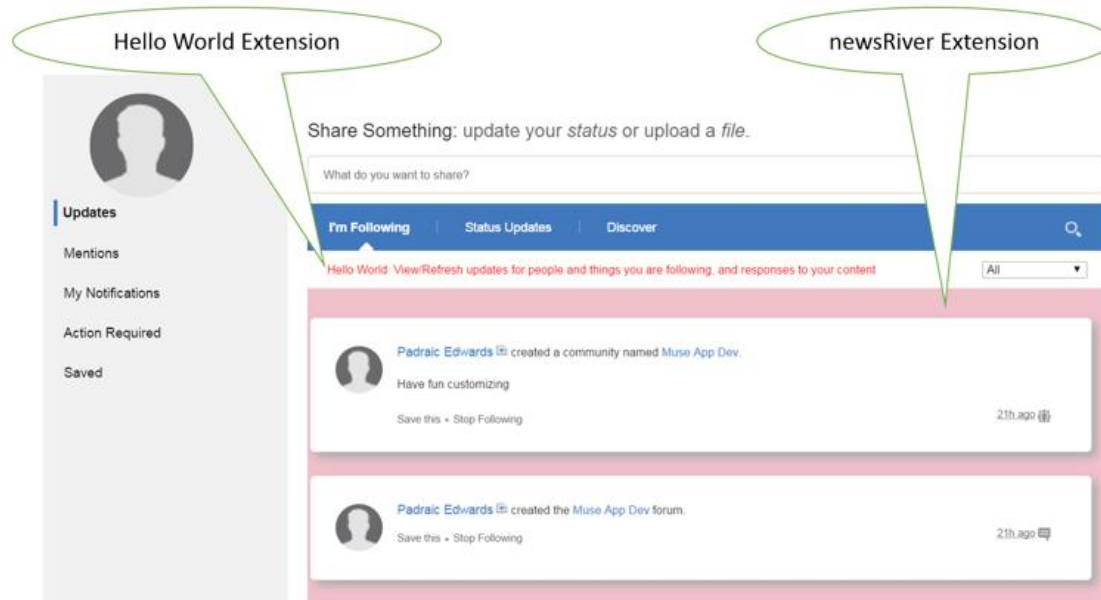 Hello World Extension
newsRiver Extension
Share Something: update your status or upload a file.
What do you want to share?
Updates
Mentions
My Notifications
Action Required
Saved
I'm Following
Status Updates
Discover
Hello World: View/Refresh updates for people and things you are following, and responses to your content
All
Padraic Edwards created a community named Muse App Dev.
Have fun customizing
Save this • Stop Following
21h ago
Padraic Edwards created the Muse App Dev forum.
Save this • Stop Following
21h ago